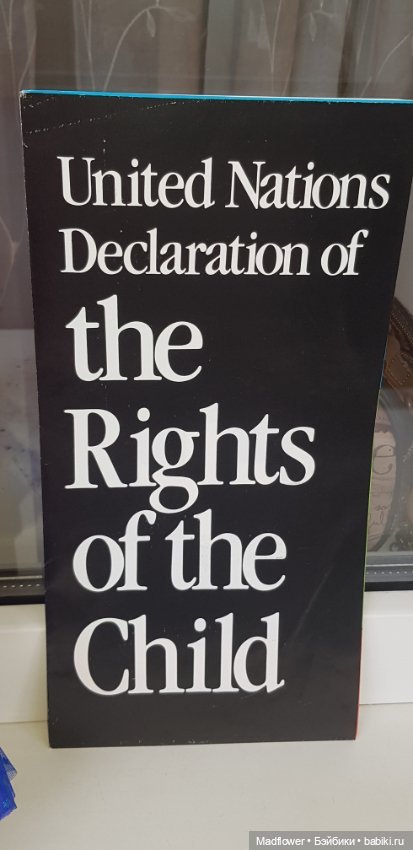 United Nations
Declaration of
the
Rights
of the
Child
Madflower • Бэйбики • babiki.ru